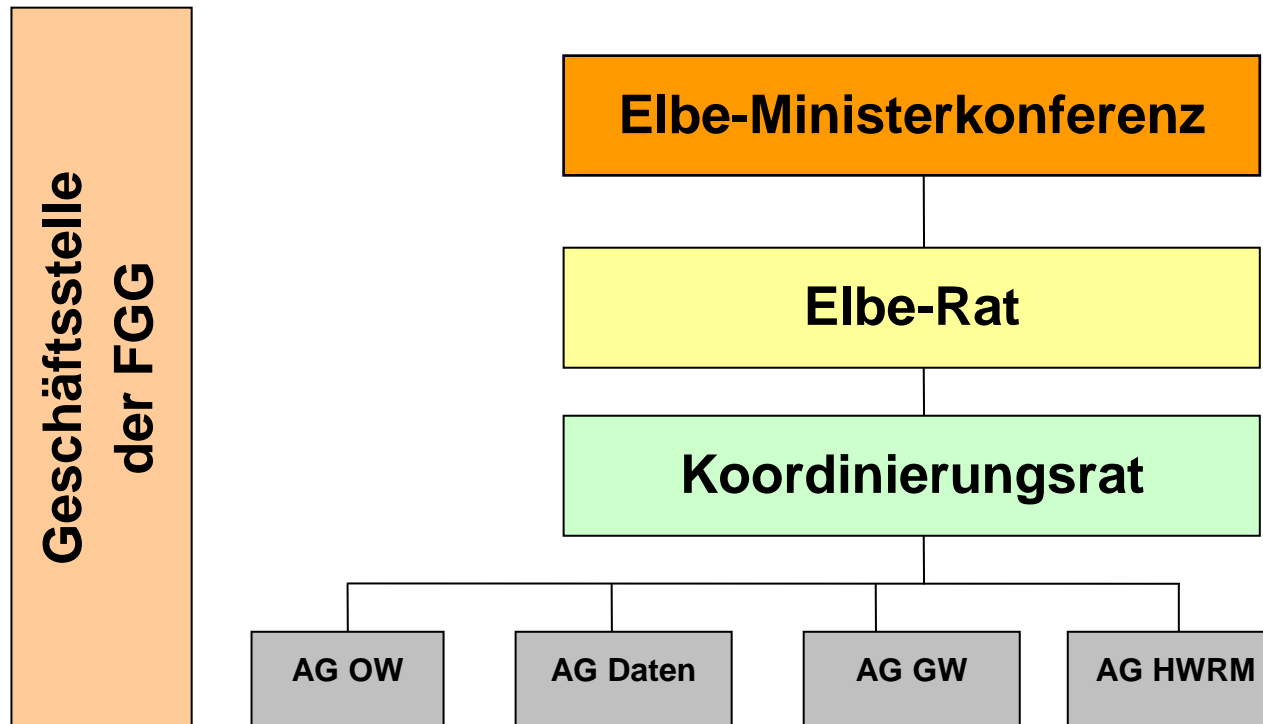 Geschäftsstelle
der FGG
Elbe-Ministerkonferenz
Elbe-Rat
Koordinierungsrat
AG OW
AG Daten
AG GW
AG HWRM